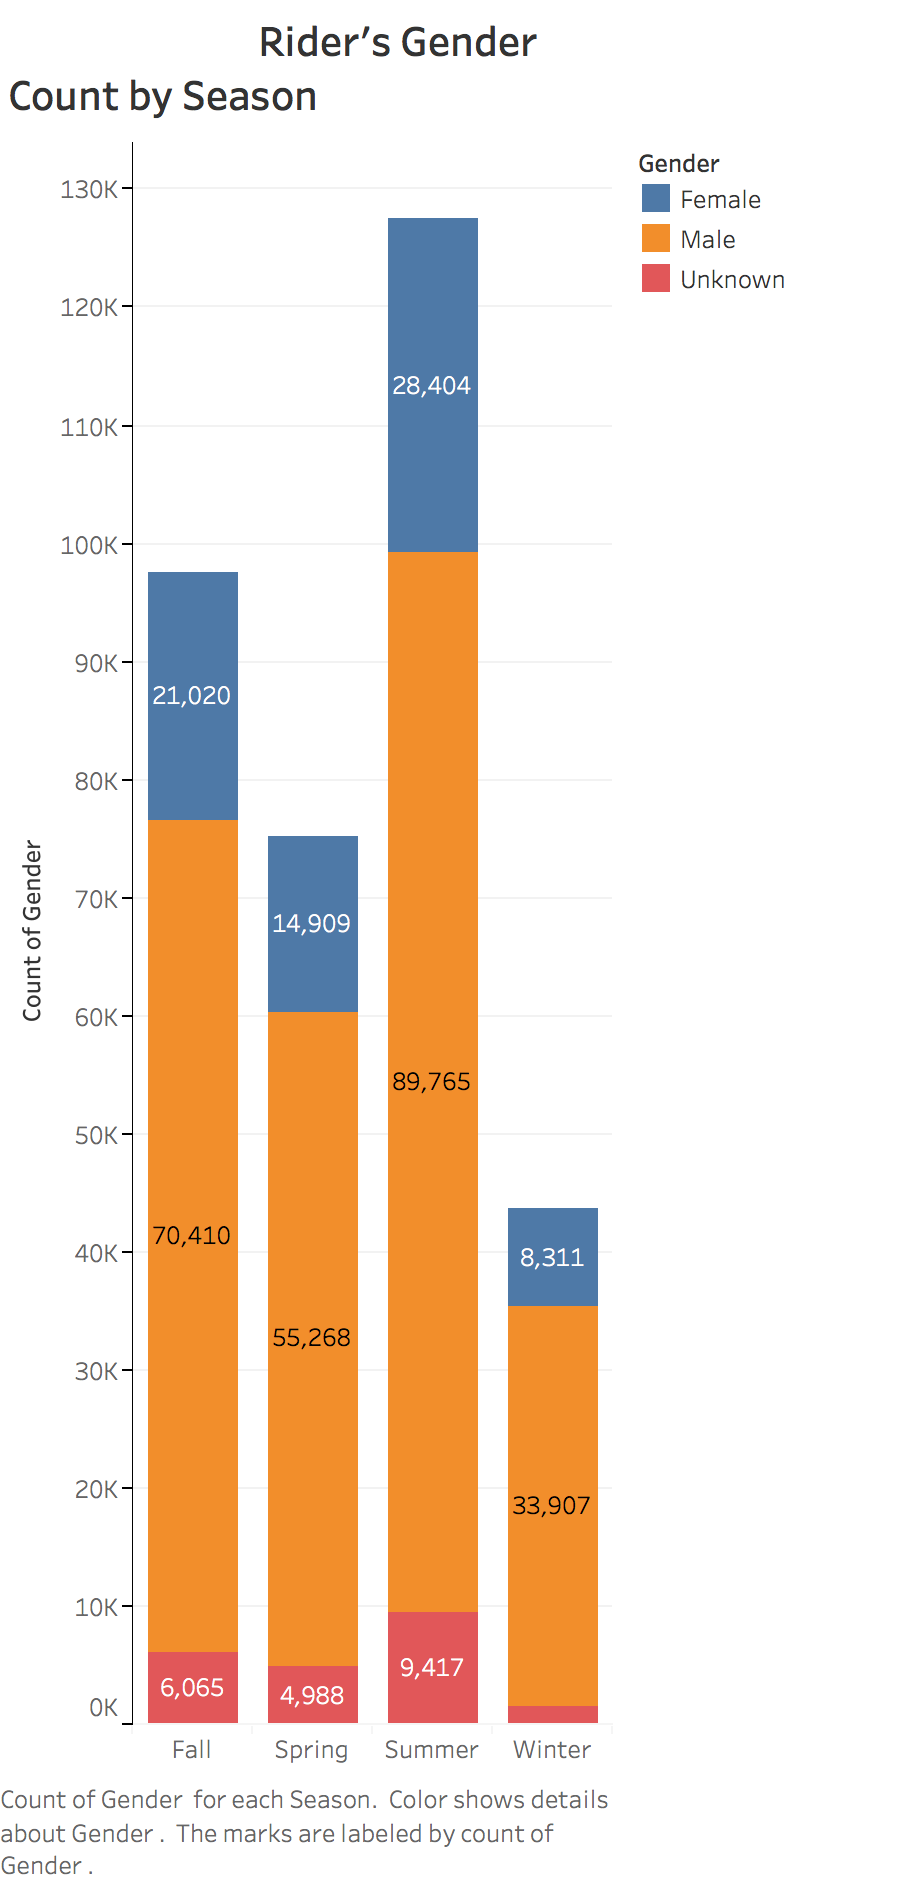 Rider’s Gender
Count by Season
Gender
Female
Male
Unknown
Count of Gender
130K
120K
110K
100K
90K
80K
70K
60K
50K
40K
30K
20K
10K
0K
21,020
70,410
6,065
14,909
55,268
4,988
28,404
89,765
9,417
8,311
33,907
Fall
Spring
Summer
Winter
Count of Gender  for each Season.  Color shows details
about Gender .  The marks are labeled by count of
Gender .